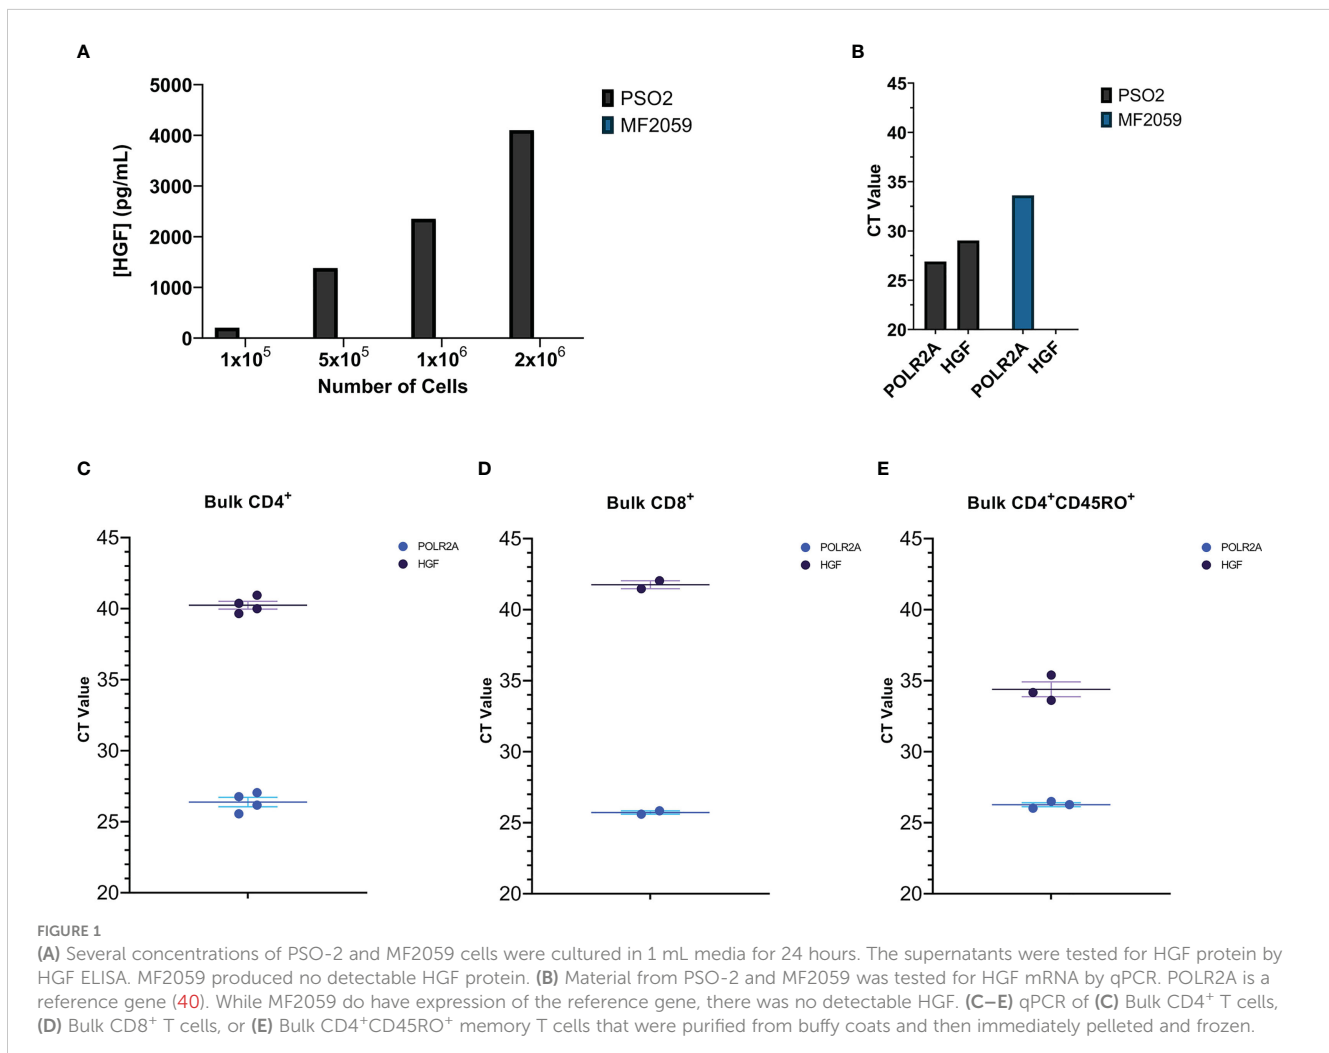 (A)
5000
4000
3000
2000
1000
0
[HGF] (pg/mL)
1x10⁵
5x10⁵
1x10⁶
2x10⁶
Number of Cells
PSO2
MF2059
(B)
45
40
35
30
25
20
CT Value
POLR2A
HGF
POLR2A
HGF
PSO2
MF2059
(C)
Bulk CD4⁺
45
40
35
30
25
20
CT Value
POLR2A
HGF
(D)
Bulk CD8⁺
45
40
35
30
25
20
CT Value
POLR2A
HGF
(E)
Bulk CD4⁺CD45RO⁺
45
40
35
30
25
20
CT Value
POLR2A
HGF
FIGURE 1
(A) Several concentrations of PSO-2 and MF2059 cells were cultured in 1 mL media for 24 hours. The supernatants were tested for HGF protein by
HGF ELISA. MF2059 produced no detectable HGF protein. (B) Material from PSO-2 and MF2059 was tested for HGF mRNA by qPCR. POLR2A is a
reference gene (40). While MF2059 do have expression of the reference gene, there was no detectable HGF. (C–E) qPCR of (C) Bulk CD4⁺ T cells,
(D) Bulk CD8⁺ T cells, or (E) Bulk CD4⁺CD45RO⁺ memory T cells that were purified from buffy coats and then immediately pelleted and frozen.